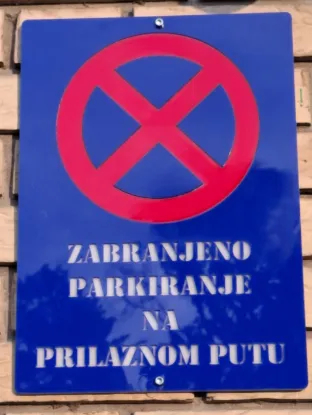 ZABRANJENO
PARKIRANJE
NA
PRILAZNOM PUTU